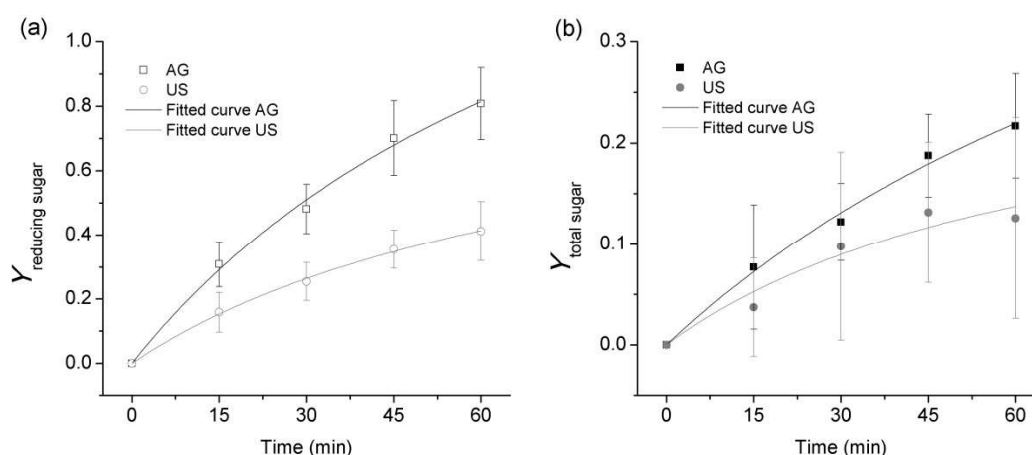 (a)
1.0
0.8
0.6
0.4
0.2
0.0
Y reducing sugar
AG
US
Fitted curve AG
Fitted curve US
0 15 30 45 60
Time (min)
(b)
0.3
0.2
0.1
0.0
Y total sugar
AG
US
Fitted curve AG
Fitted curve US
0 15 30 45 60
Time (min)